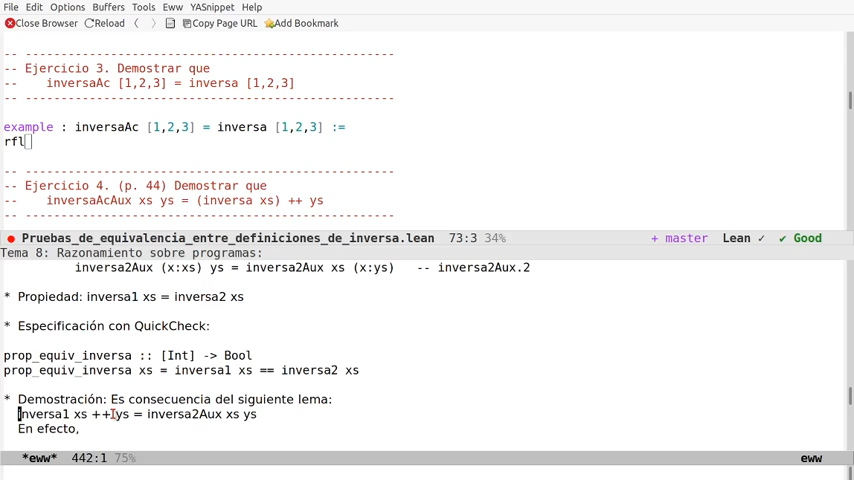 File Edit Options Buffers Tools Eww YASnippet Help
Close Browser Reload Copy Page URL Add Bookmark
-- ---------------------------------------------------------
-- Ejercicio 3. Demostrar que
--    inversaAc [1,2,3] = inversa [1,2,3]
-- ---------------------------------------------------------
example : inversaAc [1,2,3] = inversa [1,2,3] :=
rfl
-- ---------------------------------------------------------
-- Ejercicio 4. (p. 44) Demostrar que
--    inversaAcAux xs ys = (inversa xs) ++ ys
-- ---------------------------------------------------------
Pruebas_de_equivalencia_entre_definiciones_de_inversa.lean 73:3 34% + master Lean ✓ ✔ Good
Tema 8: Razonamiento sobre programas:
inversa2Aux (x:xs) ys = inversa2Aux xs (x:ys) -- inversa2Aux.2
* Propiedad: inversa1 xs = inversa2 xs
* Especificación con QuickCheck:
prop_equiv_inversa :: [Int] -> Bool
prop_equiv_inversa xs = inversa1 xs == inversa2 xs
* Demostración: Es consecuencia del siguiente lema:
inversa1 xs ++ ys = inversa2Aux xs ys
En efecto,
*eww* 442:1 75% eww